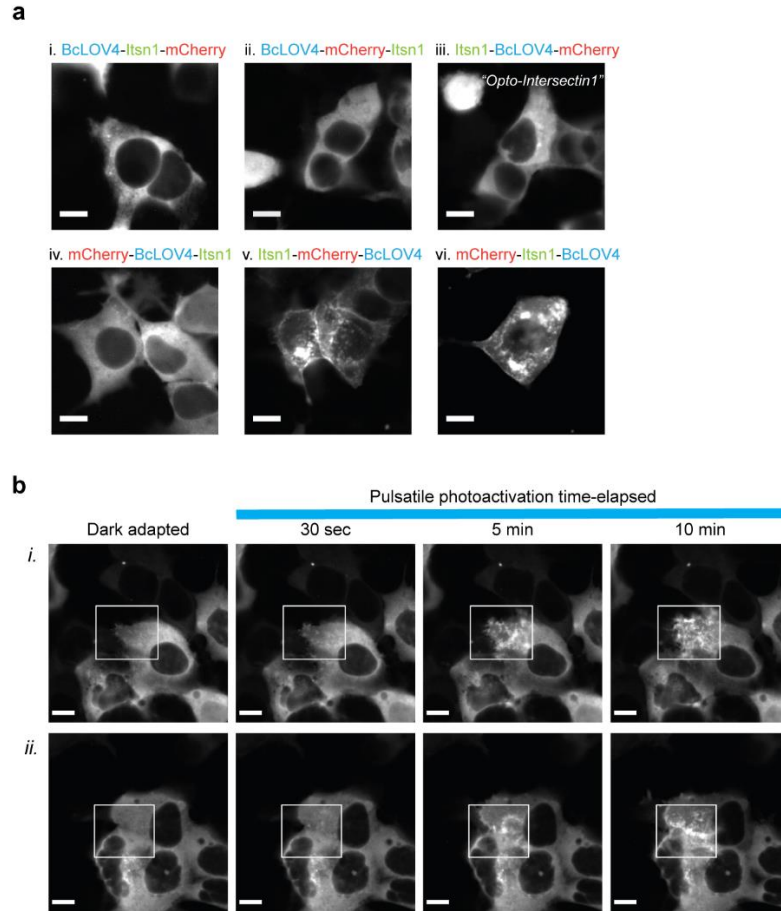 a
i. BcLOV4-Itsn1-mCherry
ii. BcLOV4-mCherry-Itsn1
iii. Itsn1-BcLOV4-mCherry
"Opto-Intersectin1"
iv. mCherry-BcLOV4-Itsn1
v. Itsn1-mCherry-BcLOV4
vi. mCherry-Itsn1-BcLOV4
b
Pulsatile photoactivation time-elapsed
Dark adapted
30 sec
5 min
10 min
i.
ii.